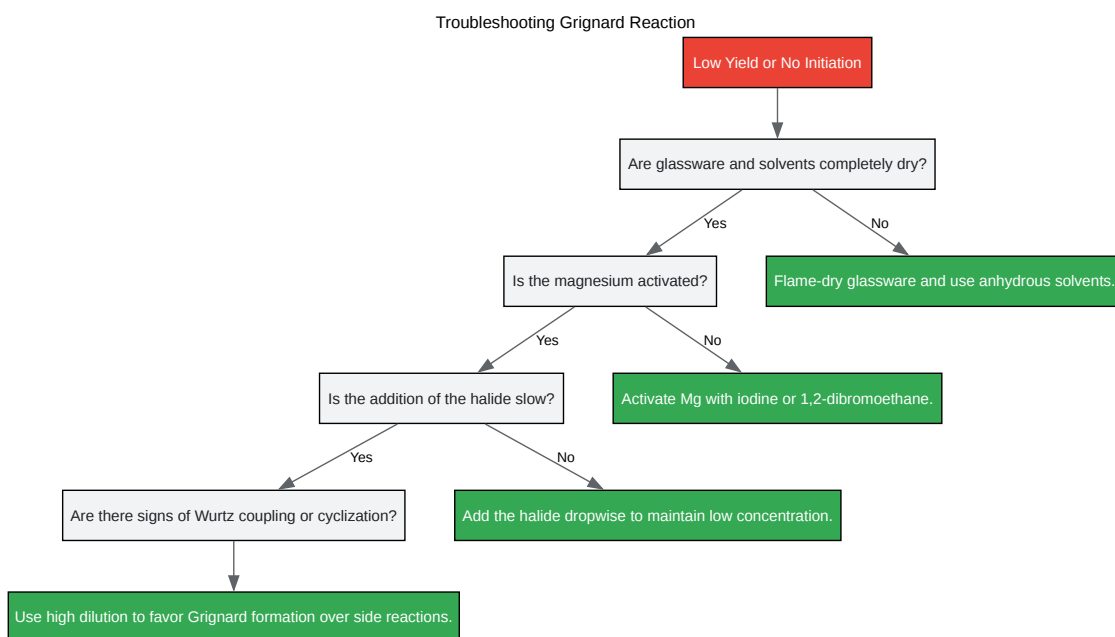 Troubleshooting Grignard Reaction
Low Yield or No Initiation
Are glassware and solvents completely dry?
Yes
No
Is the magnesium activated?
Flame-dry glassware and use anhydrous solvents.
Yes
No
Is the addition of the halide slow?
Activate Mg with iodine or 1,2-dibromoethane.
Yes
No
Are there signs of Wurtz coupling or cyclization?
Add the halide dropwise to maintain low concentration.
Use high dilution to favor Grignard formation over side reactions.